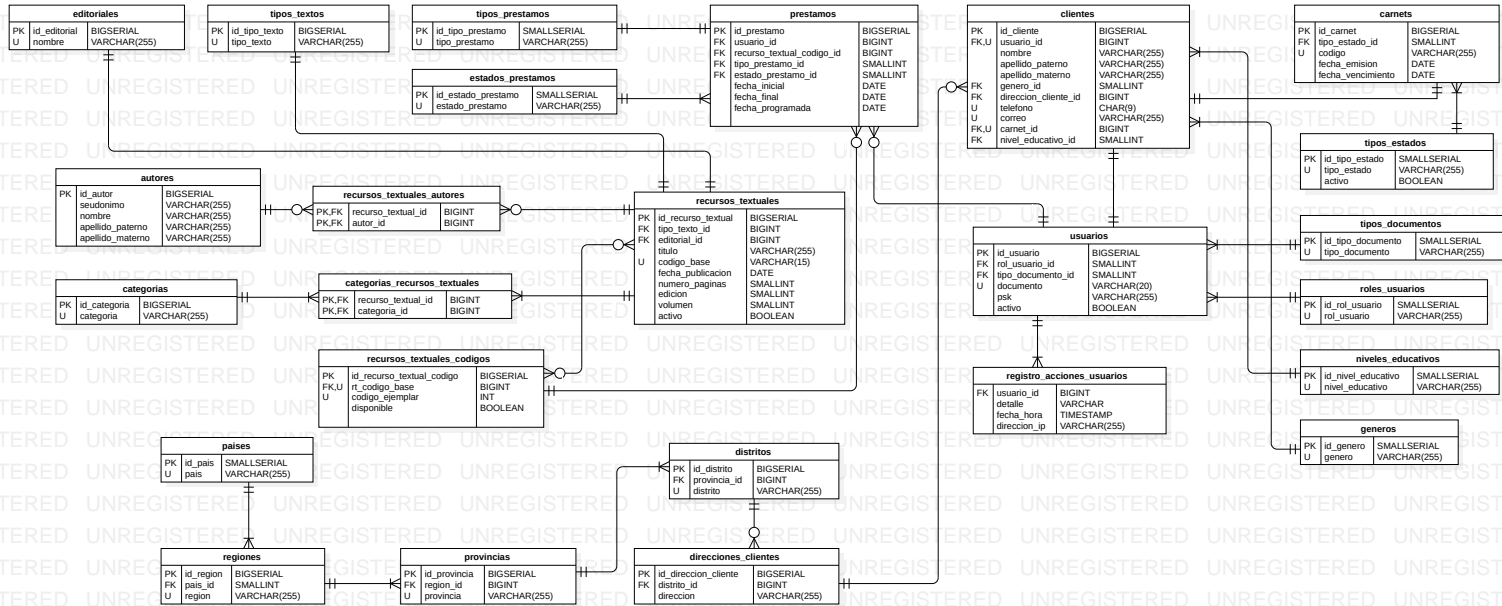 editoriales
PK id_editorial BIGSERIAL
U nombre VARCHAR(255)
tipos_textos
PK id_tipo_texto BIGSERIAL
U tipo_texto VARCHAR(255)
tipos_prestamos
PK id_tipo_prestamo SMALLSERIAL
U tipo_prestamo VARCHAR(255)
estados_prestamos
PK id_estado_prestamo SMALLSERIAL
U estado_prestamo VARCHAR(255)
prestamos
PK id_prestamo BIGSERIAL
FK usuario_id BIGINT
FK recurso_textual_codigo_id BIGINT
FK tipo_prestamo_id SMALLINT
FK estado_prestamo_id SMALLINT
fecha_inicial DATE
fecha_final DATE
fecha_programada DATE
clientes
PK id_cliente BIGSERIAL
FK,U usuario_id BIGINT
nombre VARCHAR(255)
apellido_paterno VARCHAR(255)
apellido_materno VARCHAR(255)
FK genero_id SMALLINT
FK direccion_cliente_id BIGINT
U telefono CHAR(9)
U correo VARCHAR(255)
FK,U carnet_id BIGINT
FK nivel_educativo_id SMALLINT
carnets
PK id_carnet BIGSERIAL
FK tipo_estado_id SMALLINT
U codigo VARCHAR(255)
fecha_emision DATE
fecha_vencimiento DATE
tipos_estados
PK id_tipo_estado SMALLSERIAL
U tipo_estado VARCHAR(255)
activo BOOLEAN
autores
PK id_autor BIGSERIAL
seudonimo VARCHAR(255)
nombre VARCHAR(255)
apellido_paterno VARCHAR(255)
apellido_materno VARCHAR(255)
recursos_textuales_autores
PK,FK recurso_textual_id BIGINT
PK,FK autor_id BIGINT
recursos_textuales
PK id_recurso_textual BIGSERIAL
FK tipo_texto_id BIGINT
FK editorial_id BIGINT
titulo VARCHAR(255)
U codigo_base VARCHAR(15)
fecha_publicacion DATE
numero_paginas SMALLINT
edicion SMALLINT
volumen SMALLINT
activo BOOLEAN
usuarios
PK id_usuario BIGSERIAL
FK rol_usuario_id SMALLINT
FK tipo_documento_id SMALLINT
U documento VARCHAR(20)
psk VARCHAR(255)
activo BOOLEAN
tipos_documentos
PK id_tipo_documento SMALLSERIAL
U tipo_documento VARCHAR(255)
categorias
PK id_categoria BIGSERIAL
U categoria VARCHAR(255)
categorias_recursos_textuales
PK,FK recurso_textual_id BIGINT
PK,FK categoria_id BIGINT
roles_usuarios
PK id_rol_usuario SMALLSERIAL
U rol_usuario VARCHAR(255)
recursos_textuales_codigos
PK id_recurso_textual_codigo BIGSERIAL
FK,U rt_codigo_base BIGINT
U codigo_ejemplar INT
disponible BOOLEAN
registro_acciones_usuarios
FK usuario_id BIGINT
detalle VARCHAR
fecha_hora TIMESTAMP
direccion_ip VARCHAR(255)
niveles_educativos
PK id_nivel_educativo SMALLSERIAL
U nivel_educativo VARCHAR(255)
generos
PK id_genero SMALLSERIAL
U genero VARCHAR(255)
paises
PK id_pais SMALLSERIAL
U pais VARCHAR(255)
distritos
PK id_distrito BIGSERIAL
FK provincia_id BIGINT
U distrito VARCHAR(255)
regiones
PK id_region BIGSERIAL
FK pais_id SMALLINT
U region VARCHAR(255)
provincias
PK id_provincia BIGSERIAL
FK region_id BIGINT
U provincia VARCHAR(255)
direcciones_clientes
PK id_direccion_cliente BIGSERIAL
FK distrito_id BIGINT
direccion VARCHAR(255)
UNREGISTERED